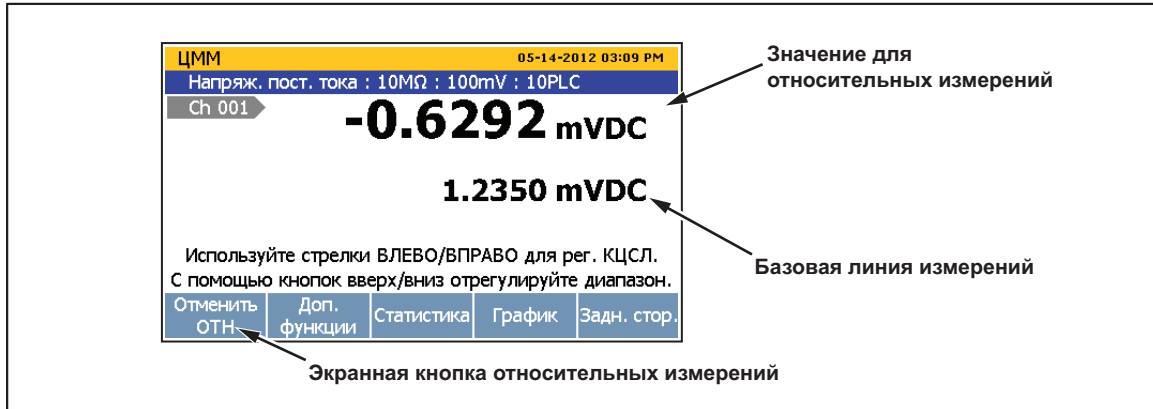 ЦММ 05-14-2012 03:09 PM
Напряж. пост. тока : 10MΩ : 100mV : 10PLC
Ch 001
-0.6292 mVDC
1.2350 mVDC
Используйте стрелки ВЛЕВО/ВПРАВО для рег. КЦСЛ.
С помощью кнопок вверх/вниз отрегулируйте диапазон.
Отменить ОТН
Доп. функции
Статистика
График
Задн. стор.
Значение для
относительных измерений
Базовая линия измерений
Экранная кнопка относительных измерений